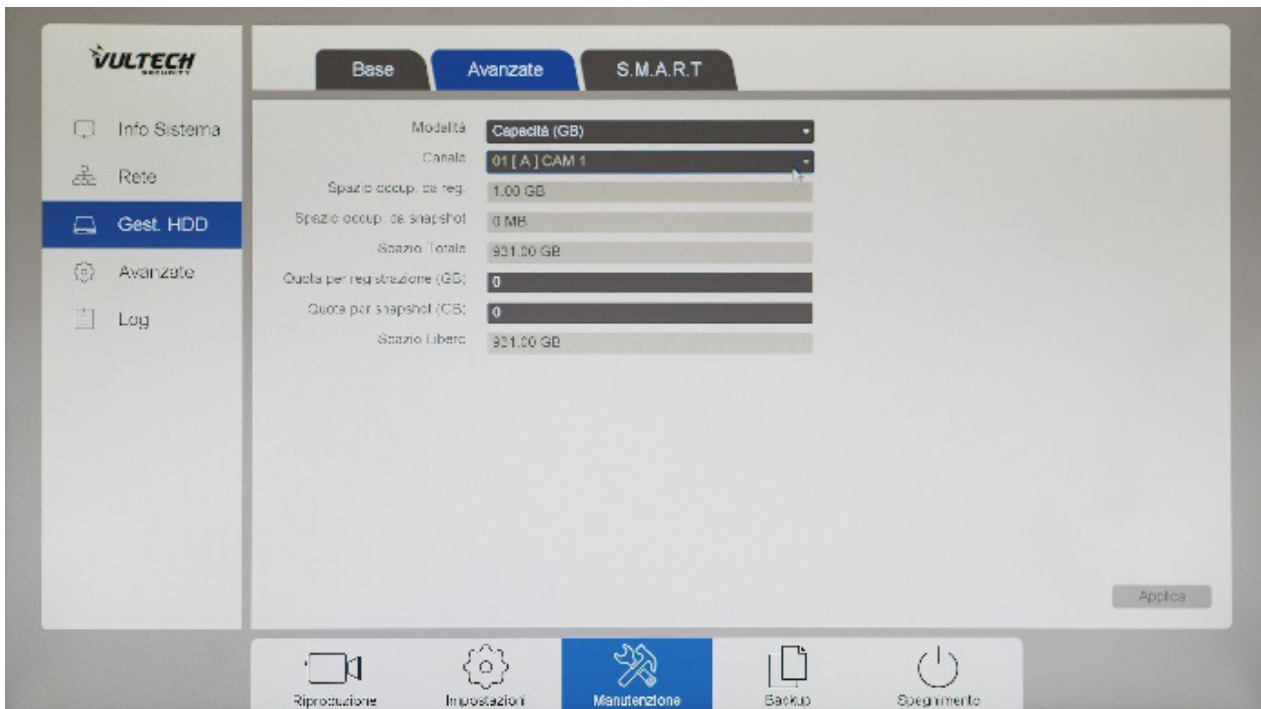 VULTECH
SECURITY
Base
Avanzate
S.M.A.R.T
Info Sistema
Rete
Gest. HDD
Avanzate
Log
Modalità
Capacità (GB)
Canale
01 [ A ] CAM 1
Spazio occup. da reg.
1.00 GB
Spazio occup. da snapshot
0 MB
Spazio Totale
931.00 GB
Quota per registrazione (GB)
0
Quota per snapshot (GB)
0
Spazio Libero
931.00 GB
Applica
Riproduzione
Impostazioni
Manutenzione
Backup
Spegnimento